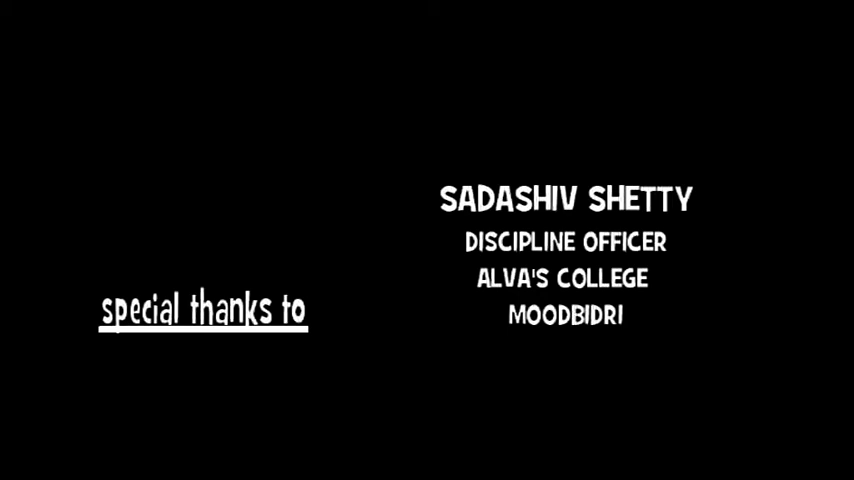 special thanks to
SADASHIV SHETTY
DISCIPLINE OFFICER
ALVA'S COLLEGE
MOODBIDRI